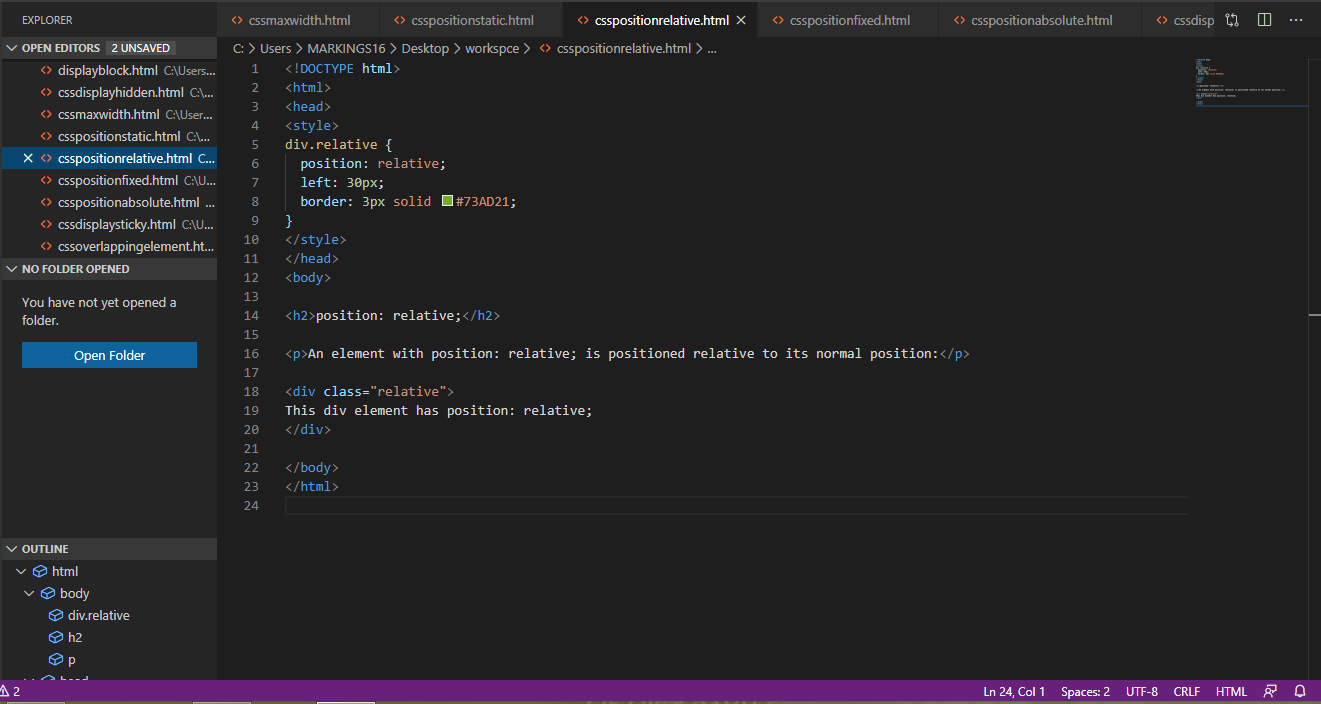 EXPLORER
OPEN EDITORS 2 UNSAVED
displayblock.html C:\Users...
cssdisplayhidden.html C:\...
cssmaxwidth.html C:\User...
csspositionstatic.html C:\...
csspositionrelative.html C...
csspositionfixed.html C:\U...
csspositionabsolute.html ...
cssdisplaysticky.html C:\U...
cssoverlappingelement.ht...
NO FOLDER OPENED
You have not yet opened a
folder.
Open Folder
OUTLINE
html
body
div.relative
h2
p
head
cssmaxwidth.html csspositionstatic.html csspositionrelative.html csspositionfixed.html csspositionabsolute.html cssdisp
C: > Users > MARKINGS16 > Desktop > workspce > csspositionrelative.html > ...
1 <!DOCTYPE html>
2 <html>
3 <head>
4 <style>
5 div.relative {
6 position: relative;
7 left: 30px;
8 border: 3px solid #73AD21;
9 }
10 </style>
11 </head>
12 <body>
13
14 <h2>position: relative;</h2>
15
16 <p>An element with position: relative; is positioned relative to its normal position:</p>
17
18 <div class="relative">
19 This div element has position: relative;
20 </div>
21
22 </body>
23 </html>
24
2 Ln 24, Col 1 Spaces: 2 UTF-8 CRLF HTML